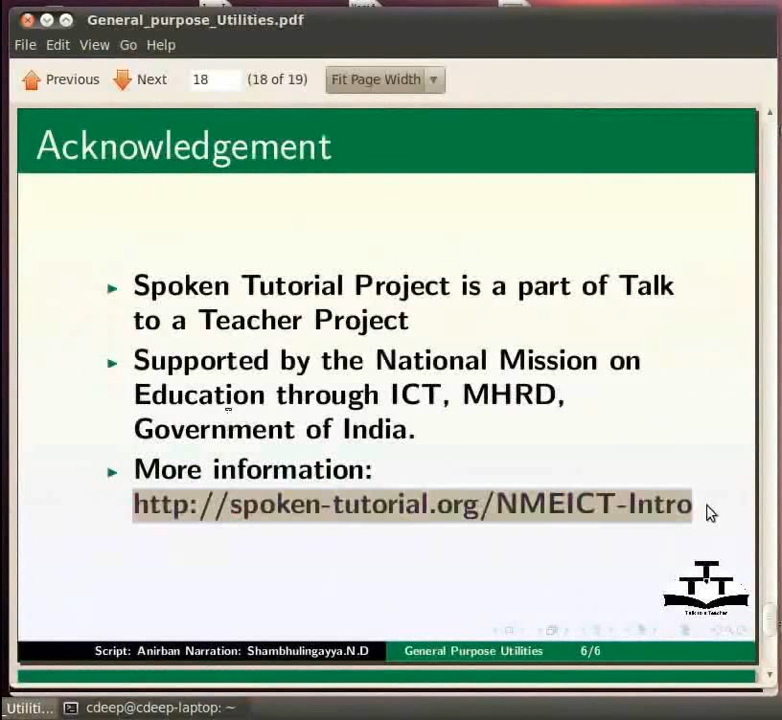 General_purpose_Utilities.pdf
File Edit View Go Help
Previous Next 18 (18 of 19) Fit Page Width
Acknowledgement
Spoken Tutorial Project is a part of Talk
to a Teacher Project
Supported by the National Mission on
Education through ICT, MHRD,
Government of India.
More information:
http://spoken-tutorial.org/NMEICT-Intro
Talk to a Teacher
Script: Anirban Narration: Shambhulingayya.N.D General Purpose Utilities 6/6
Utiliti... cdeep@cdeep-laptop: ~